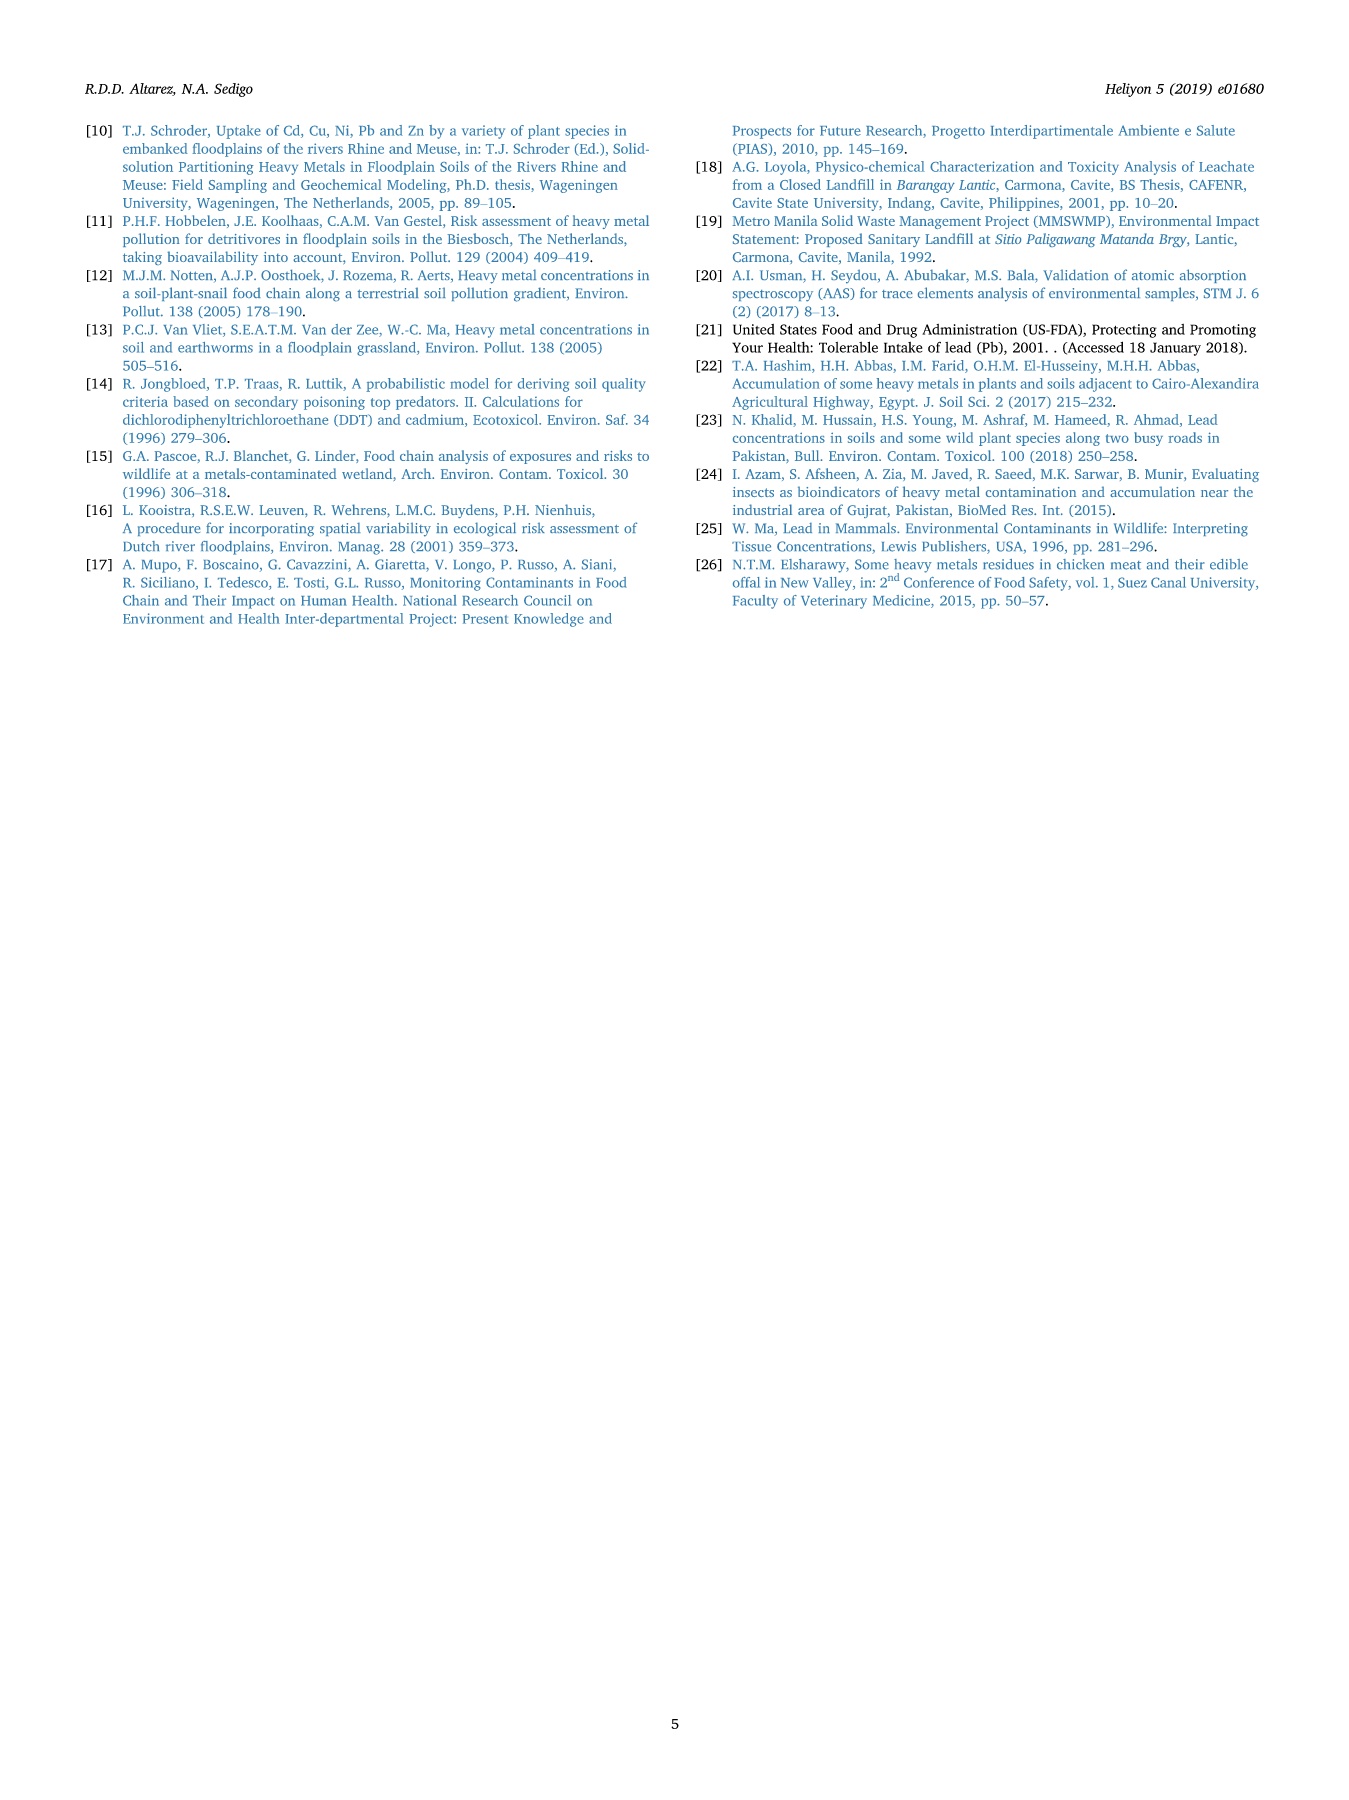 R.D.D. Altarez, N.A. Sedigo
Heliyon 5 (2019) e01680
[10] T.J. Schroder, Uptake of Cd, Cu, Ni, Pb and Zn by a variety of plant species in
embanked floodplains of the rivers Rhine and Meuse, in: T.J. Schroder (Ed.), Solid-
solution Partitioning Heavy Metals in Floodplain Soils of the Rivers Rhine and
Meuse: Field Sampling and Geochemical Modeling, Ph.D. thesis, Wageningen
University, Wageningen, The Netherlands, 2005, pp. 89–105.
[11] P.H.F. Hobbelen, J.E. Koolhaas, C.A.M. Van Gestel, Risk assessment of heavy metal
pollution for detritivores in floodplain soils in the Biesbosch, The Netherlands,
taking bioavailability into account, Environ. Pollut. 129 (2004) 409–419.
[12] M.J.M. Notten, A.J.P. Oosthoek, J. Rozema, R. Aerts, Heavy metal concentrations in
a soil-plant-snail food chain along a terrestrial soil pollution gradient, Environ.
Pollut. 138 (2005) 178–190.
[13] P.C.J. Van Vliet, S.E.A.T.M. Van der Zee, W.-C. Ma, Heavy metal concentrations in
soil and earthworms in a floodplain grassland, Environ. Pollut. 138 (2005)
505–516.
[14] R. Jongbloed, T.P. Traas, R. Luttik, A probabilistic model for deriving soil quality
criteria based on secondary poisoning top predators. II. Calculations for
dichlorodiphenyltrichloroethane (DDT) and cadmium, Ecotoxicol. Environ. Saf. 34
(1996) 279–306.
[15] G.A. Pascoe, R.J. Blanchet, G. Linder, Food chain analysis of exposures and risks to
wildlife at a metals-contaminated wetland, Arch. Environ. Contam. Toxicol. 30
(1996) 306–318.
[16] L. Kooistra, R.S.E.W. Leuven, R. Wehrens, L.M.C. Buydens, P.H. Nienhuis,
A procedure for incorporating spatial variability in ecological risk assessment of
Dutch river floodplains, Environ. Manag. 28 (2001) 359–373.
[17] A. Mupo, F. Boscaino, G. Cavazzini, A. Giaretta, V. Longo, P. Russo, A. Siani,
R. Siciliano, I. Tedesco, E. Tosti, G.L. Russo, Monitoring Contaminants in Food
Chain and Their Impact on Human Health. National Research Council on
Environment and Health Inter-departmental Project: Present Knowledge and
Prospects for Future Research, Progetto Interdipartimentale Ambiente e Salute
(PIAS), 2010, pp. 145–169.
[18] A.G. Loyola, Physico-chemical Characterization and Toxicity Analysis of Leachate
from a Closed Landfill in Barangay Lantic, Carmona, Cavite, BS Thesis, CAFENR,
Cavite State University, Indang, Cavite, Philippines, 2001, pp. 10–20.
[19] Metro Manila Solid Waste Management Project (MMSWMP), Environmental Impact
Statement: Proposed Sanitary Landfill at Sitio Paligawang Matanda Brgy, Lantic,
Carmona, Cavite, Manila, 1992.
[20] A.I. Usman, H. Seydou, A. Abubakar, M.S. Bala, Validation of atomic absorption
spectroscopy (AAS) for trace elements analysis of environmental samples, STM J. 6
(2) (2017) 8–13.
[21] United States Food and Drug Administration (US-FDA), Protecting and Promoting
Your Health: Tolerable Intake of lead (Pb), 2001. . (Accessed 18 January 2018).
[22] T.A. Hashim, H.H. Abbas, I.M. Farid, O.H.M. El-Husseiny, M.H.H. Abbas,
Accumulation of some heavy metals in plants and soils adjacent to Cairo-Alexandira
Agricultural Highway, Egypt. J. Soil Sci. 2 (2017) 215–232.
[23] N. Khalid, M. Hussain, H.S. Young, M. Ashraf, M. Hameed, R. Ahmad, Lead
concentrations in soils and some wild plant species along two busy roads in
Pakistan, Bull. Environ. Contam. Toxicol. 100 (2018) 250–258.
[24] I. Azam, S. Afsheen, A. Zia, M. Javed, R. Saeed, M.K. Sarwar, B. Munir, Evaluating
insects as bioindicators of heavy metal contamination and accumulation near the
industrial area of Gujrat, Pakistan, BioMed Res. Int. (2015).
[25] W. Ma, Lead in Mammals. Environmental Contaminants in Wildlife: Interpreting
Tissue Concentrations, Lewis Publishers, USA, 1996, pp. 281–296.
[26] N.T.M. Elsharawy, Some heavy metals residues in chicken meat and their edible
offal in New Valley, in: 2nd Conference of Food Safety, vol. 1, Suez Canal University,
Faculty of Veterinary Medicine, 2015, pp. 50–57.
5